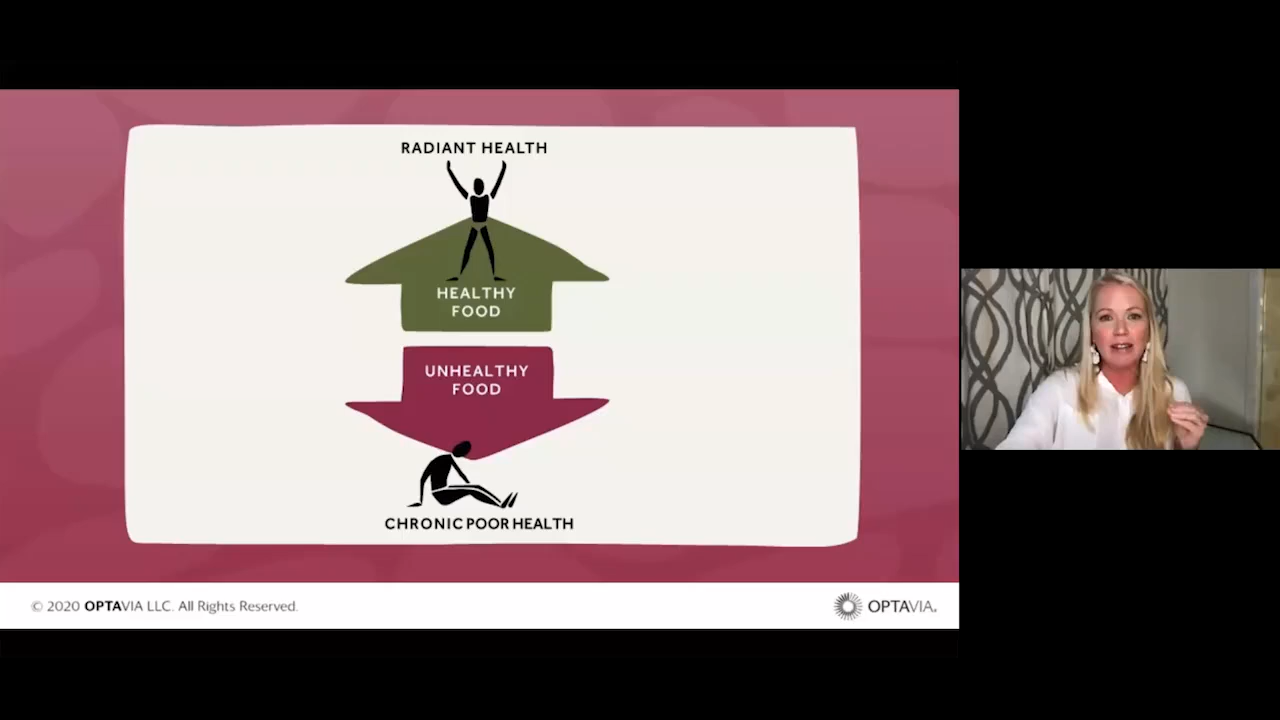 RADIANT HEALTH
HEALTHY
FOOD
UNHEALTHY
FOOD
CHRONIC POOR HEALTH
© 2020 OPTAVIA LLC. All Rights Reserved.
OPTAVIA.